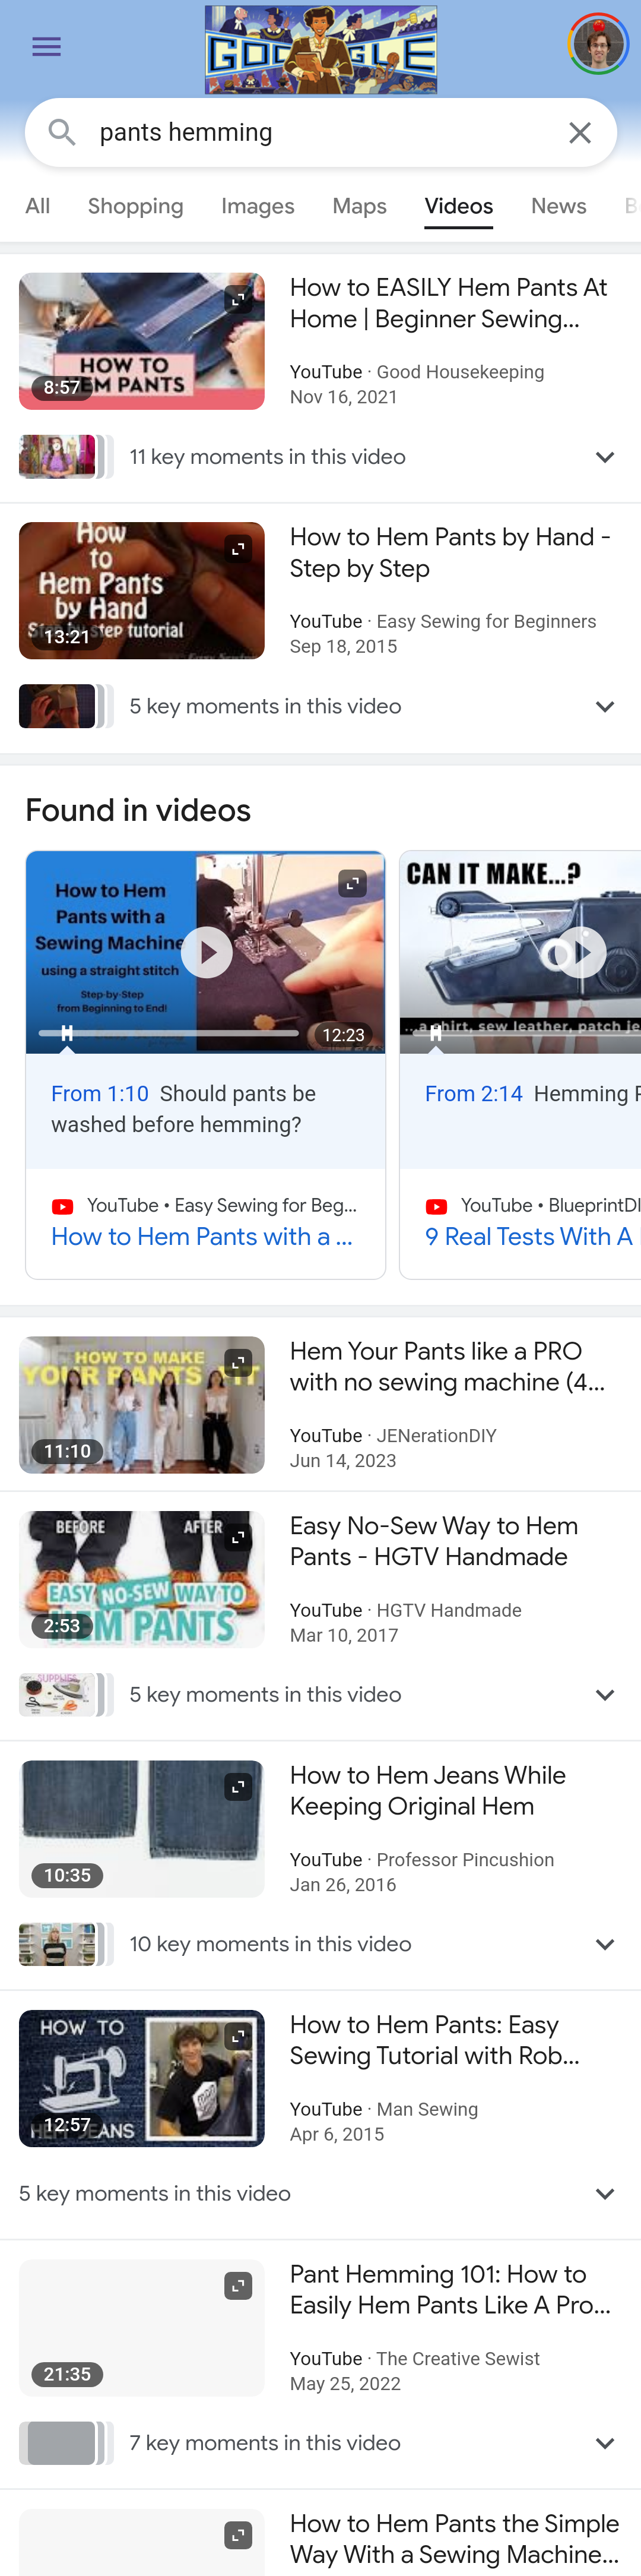 GOOGLE
pants hemming
All Shopping Images Maps Videos News B
HOW TO
HEM PANTS
8:57
How to EASILY Hem Pants At
Home | Beginner Sewing...
YouTube · Good Housekeeping
Nov 16, 2021
11 key moments in this video
How
to
Hem Pants
by Hand
Step by step tutorial
13:21
How to Hem Pants by Hand -
Step by Step
YouTube · Easy Sewing for Beginners
Sep 18, 2015
5 key moments in this video
Found in videos
How to Hem
Pants with a
Sewing Machine
using a straight stitch
Step-by-Step
from Beginning to End!
12:23
From 1:10 Should pants be
washed before hemming?
YouTube • Easy Sewing for Beg...
How to Hem Pants with a ...
CAN IT MAKE...?
...a shirt, sew leather, patch je
From 2:14 Hemming P
YouTube • BlueprintDI
9 Real Tests With A
HOW TO MAKE
YOUR PANTS FIT
11:10
Hem Your Pants like a PRO
with no sewing machine (4...
YouTube · JENerationDIY
Jun 14, 2023
BEFORE AFTER
EASY NO-SEW WAY TO
HEM PANTS
2:53
Easy No-Sew Way to Hem
Pants - HGTV Handmade
YouTube · HGTV Handmade
Mar 10, 2017
SUPPLIES
5 key moments in this video
10:35
How to Hem Jeans While
Keeping Original Hem
YouTube · Professor Pincushion
Jan 26, 2016
10 key moments in this video
HOW TO
HEM JEANS
12:57
How to Hem Pants: Easy
Sewing Tutorial with Rob...
YouTube · Man Sewing
Apr 6, 2015
5 key moments in this video
21:35
Pant Hemming 101: How to
Easily Hem Pants Like A Pro...
YouTube · The Creative Sewist
May 25, 2022
7 key moments in this video
How to Hem Pants the Simple
Way With a Sewing Machine...